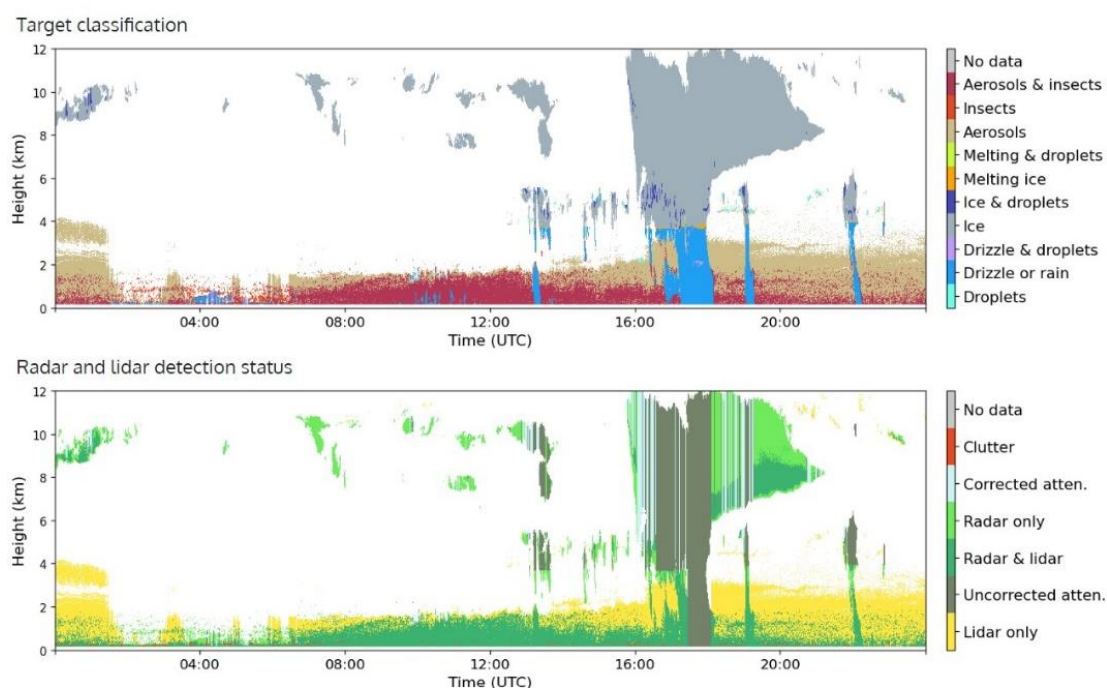 Target classification
12
10
8
6
4
2
0
Height (km)
04:00
08:00
12:00
16:00
20:00
Time (UTC)
No data
Aerosols & insects
Insects
Aerosols
Melting & droplets
Melting ice
Ice & droplets
Ice
Drizzle & droplets
Drizzle or rain
Droplets
Radar and lidar detection status
12
10
8
6
4
2
0
Height (km)
04:00
08:00
12:00
16:00
20:00
Time (UTC)
No data
Clutter
Corrected atten.
Radar only
Radar & lidar
Uncorrected atten.
Lidar only